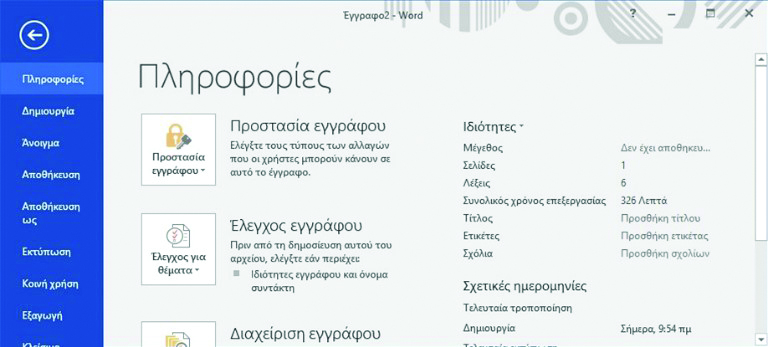 Έγγραφο2 - Word
?
Πληροφορίες
Δημιουργία
Άνοιγμα
Αποθήκευση
Αποθήκευση
ως
Εκτύπωση
Κοινή χρήση
Εξαγωγή
Κλείσιμο
Πληροφορίες
Προστασία
εγγράφου
Προστασία εγγράφου
Ελέγξτε τους τύπους των αλλαγών
που οι χρήστες μπορούν κάνουν σε
αυτό το έγγραφο.
Έλεγχος για
θέματα
Έλεγχος εγγράφου
Πριν από τη δημοσίευση αυτού του
αρχείου, ελέγξτε εάν περιέχει:
Ιδιότητες εγγράφου και όνομα
συντάκτη
Διαχείριση εγγράφου
Ιδιότητες
Μέγεθος Δεν έχει αποθηκευ...
Σελίδες 1
Λέξεις 6
Συνολικός χρόνος επεξεργασίας 326 Λεπτά
Τίτλος Προσθήκη τίτλου
Ετικέτες Προσθήκη ετικέτας
Σχόλια Προσθήκη σχολίων
Σχετικές ημερομηνίες
Τελευταία τροποποίηση
Δημιουργία Σήμερα, 9:54 πμ
Τελευταία εκτύπωση